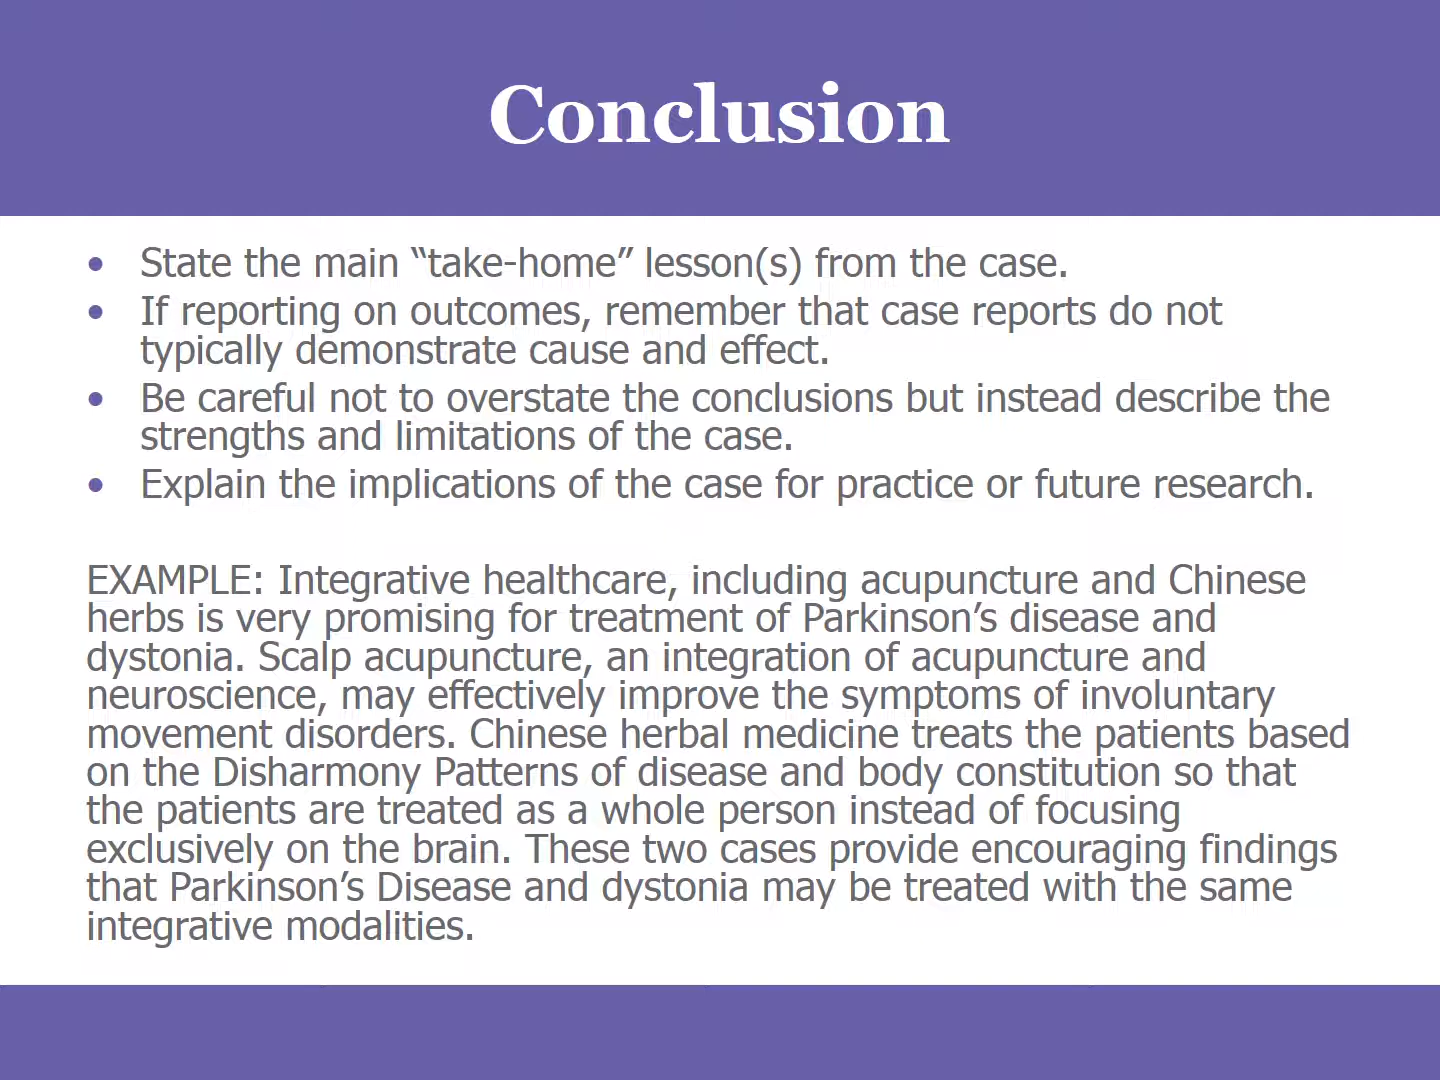 Conclusion
• State the main “take-home” lesson(s) from the case.
• If reporting on outcomes, remember that case reports do not
typically demonstrate cause and effect.
• Be careful not to overstate the conclusions but instead describe the
strengths and limitations of the case.
• Explain the implications of the case for practice or future research.
EXAMPLE: Integrative healthcare, including acupuncture and Chinese
herbs is very promising for treatment of Parkinson’s disease and
dystonia. Scalp acupuncture, an integration of acupuncture and
neuroscience, may effectively improve the symptoms of involuntary
movement disorders. Chinese herbal medicine treats the patients based
on the Disharmony Patterns of disease and body constitution so that
the patients are treated as a whole person instead of focusing
exclusively on the brain. These two cases provide encouraging findings
that Parkinson’s Disease and dystonia may be treated with the same
integrative modalities.